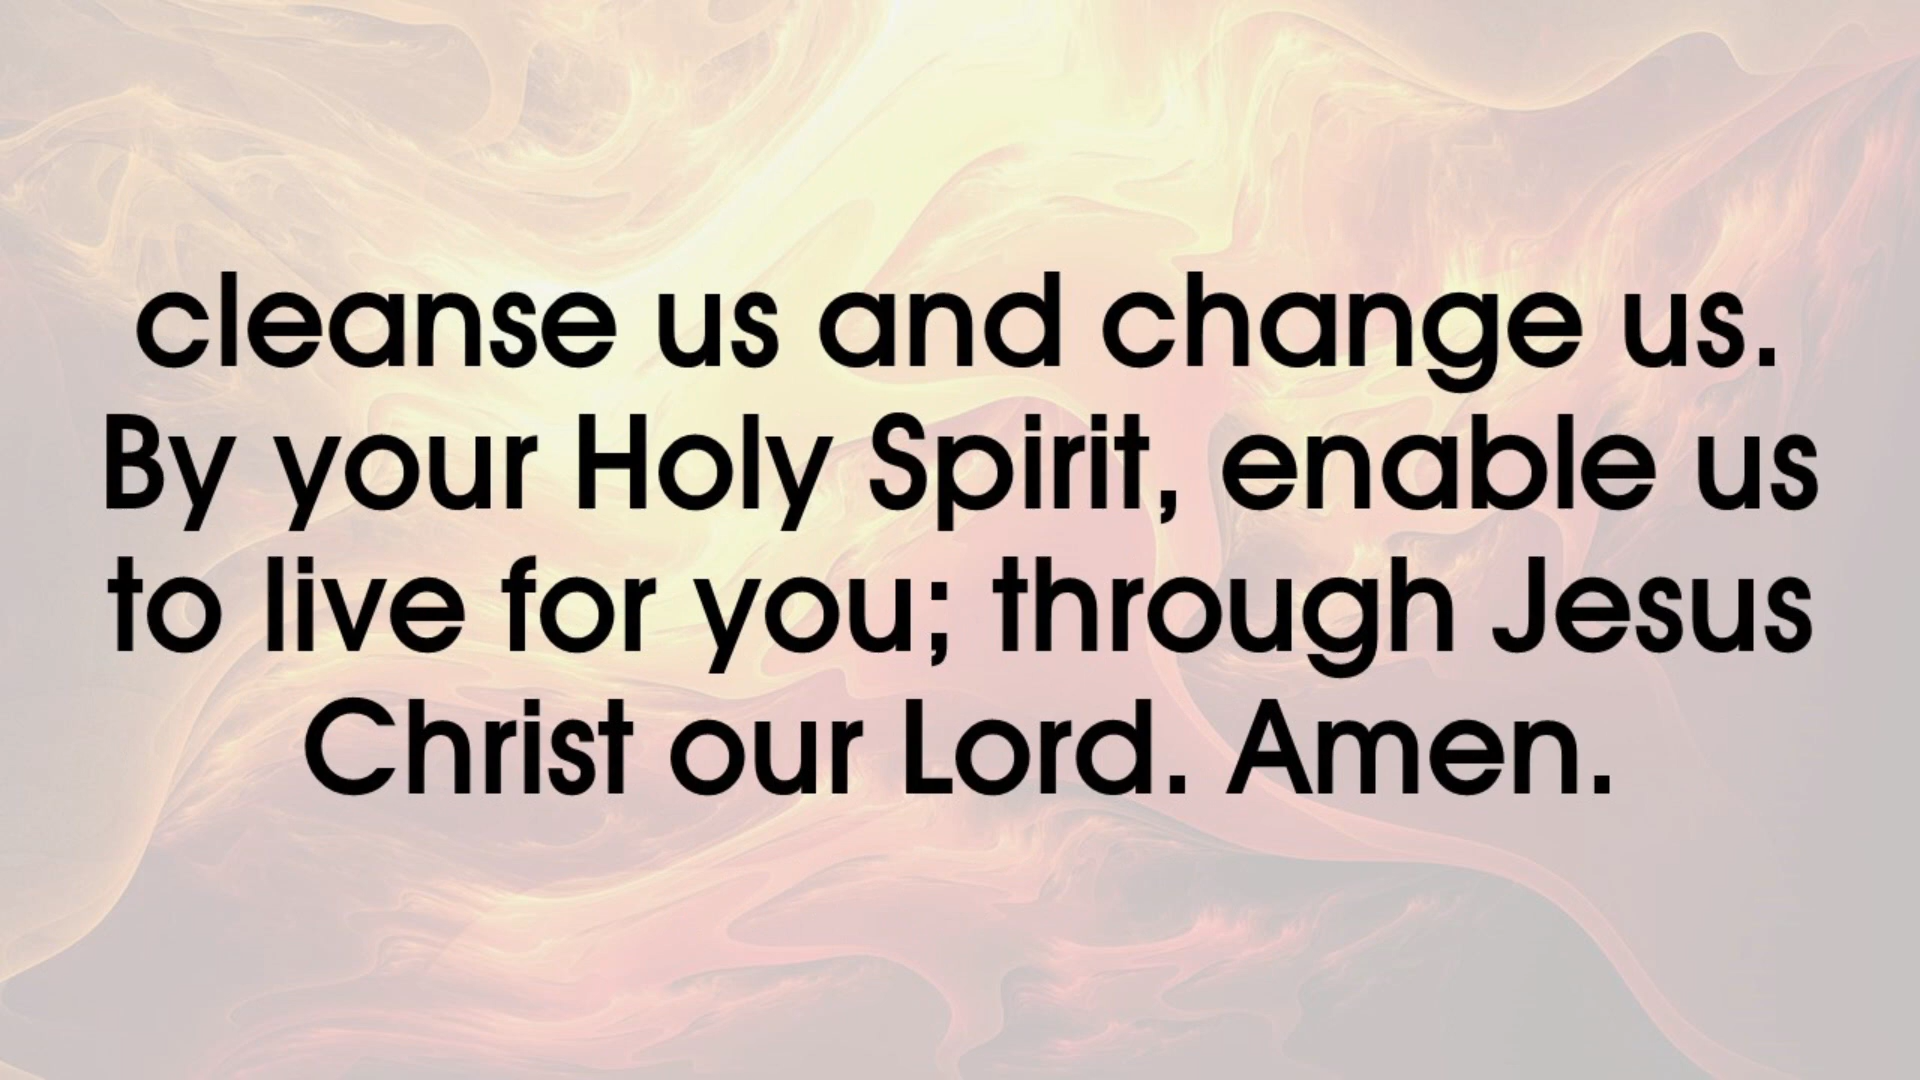 cleanse us and change us.
By your Holy Spirit, enable us
to live for you; through Jesus
Christ our Lord. Amen.